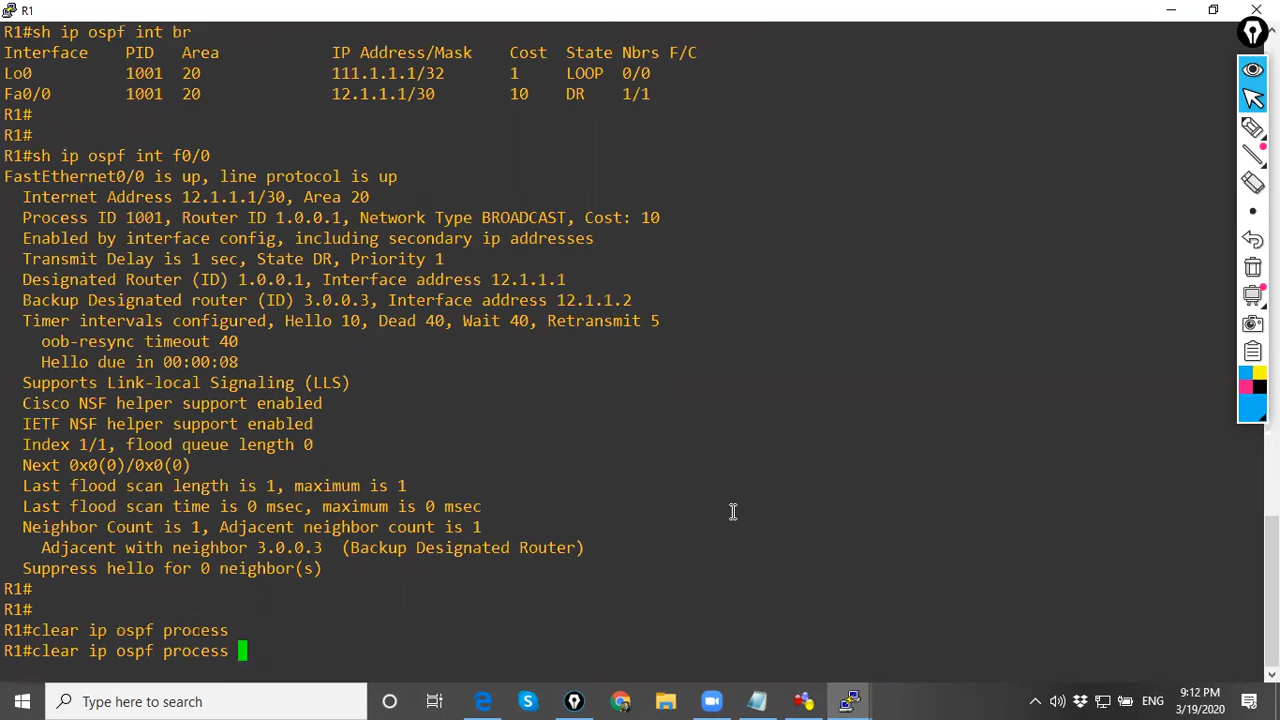 R1
R1#sh ip ospf int br
Interface    PID   Area            IP Address/Mask    Cost  State Nbrs F/C
Lo0          1001  20              111.1.1.1/32       1     LOOP  0/0
Fa0/0        1001  20              12.1.1.1/30        10    DR    1/1
R1#
R1#
R1#sh ip ospf int f0/0
FastEthernet0/0 is up, line protocol is up
  Internet Address 12.1.1.1/30, Area 20
  Process ID 1001, Router ID 1.0.0.1, Network Type BROADCAST, Cost: 10
  Enabled by interface config, including secondary ip addresses
  Transmit Delay is 1 sec, State DR, Priority 1
  Designated Router (ID) 1.0.0.1, Interface address 12.1.1.1
  Backup Designated router (ID) 3.0.0.3, Interface address 12.1.1.2
  Timer intervals configured, Hello 10, Dead 40, Wait 40, Retransmit 5
    oob-resync timeout 40
    Hello due in 00:00:08
  Supports Link-local Signaling (LLS)
  Cisco NSF helper support enabled
  IETF NSF helper support enabled
  Index 1/1, flood queue length 0
  Next 0x0(0)/0x0(0)
  Last flood scan length is 1, maximum is 1
  Last flood scan time is 0 msec, maximum is 0 msec
  Neighbor Count is 1, Adjacent neighbor count is 1
    Adjacent with neighbor 3.0.0.3  (Backup Designated Router)
  Suppress hello for 0 neighbor(s)
R1#
R1#
R1#clear ip ospf process
R1#clear ip ospf process
Type here to search
ENG
9:12 PM
3/19/2020